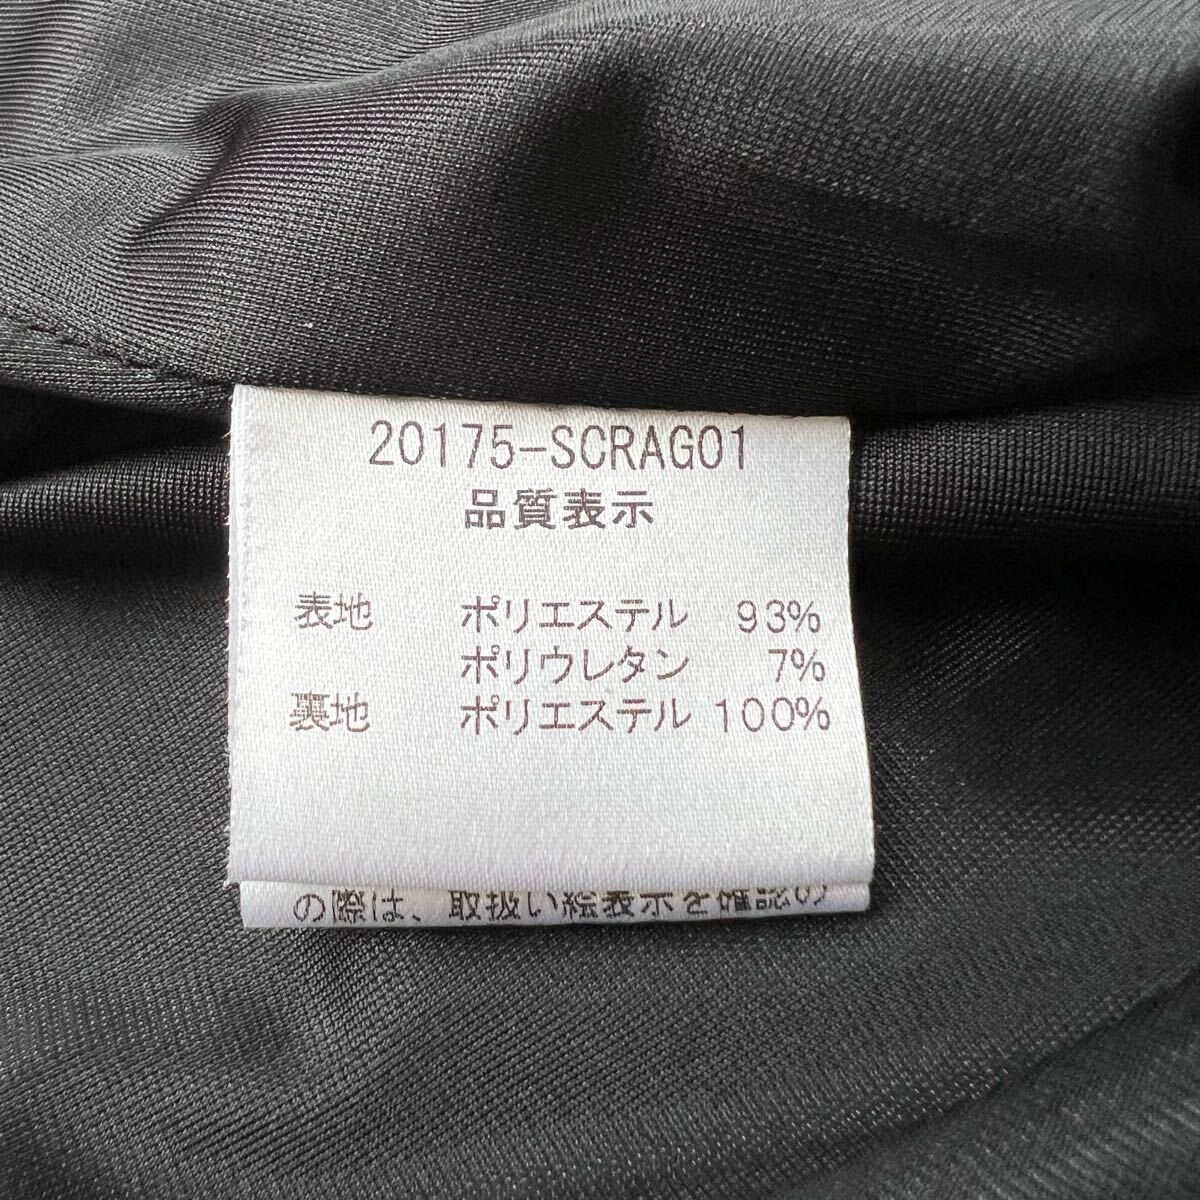 20175-SCRAG01
品質表示
表地 ポリエステル 93%
ポリウレタン 7%
裏地 ポリエステル 100%
の際は、取扱い絵表示を確認の